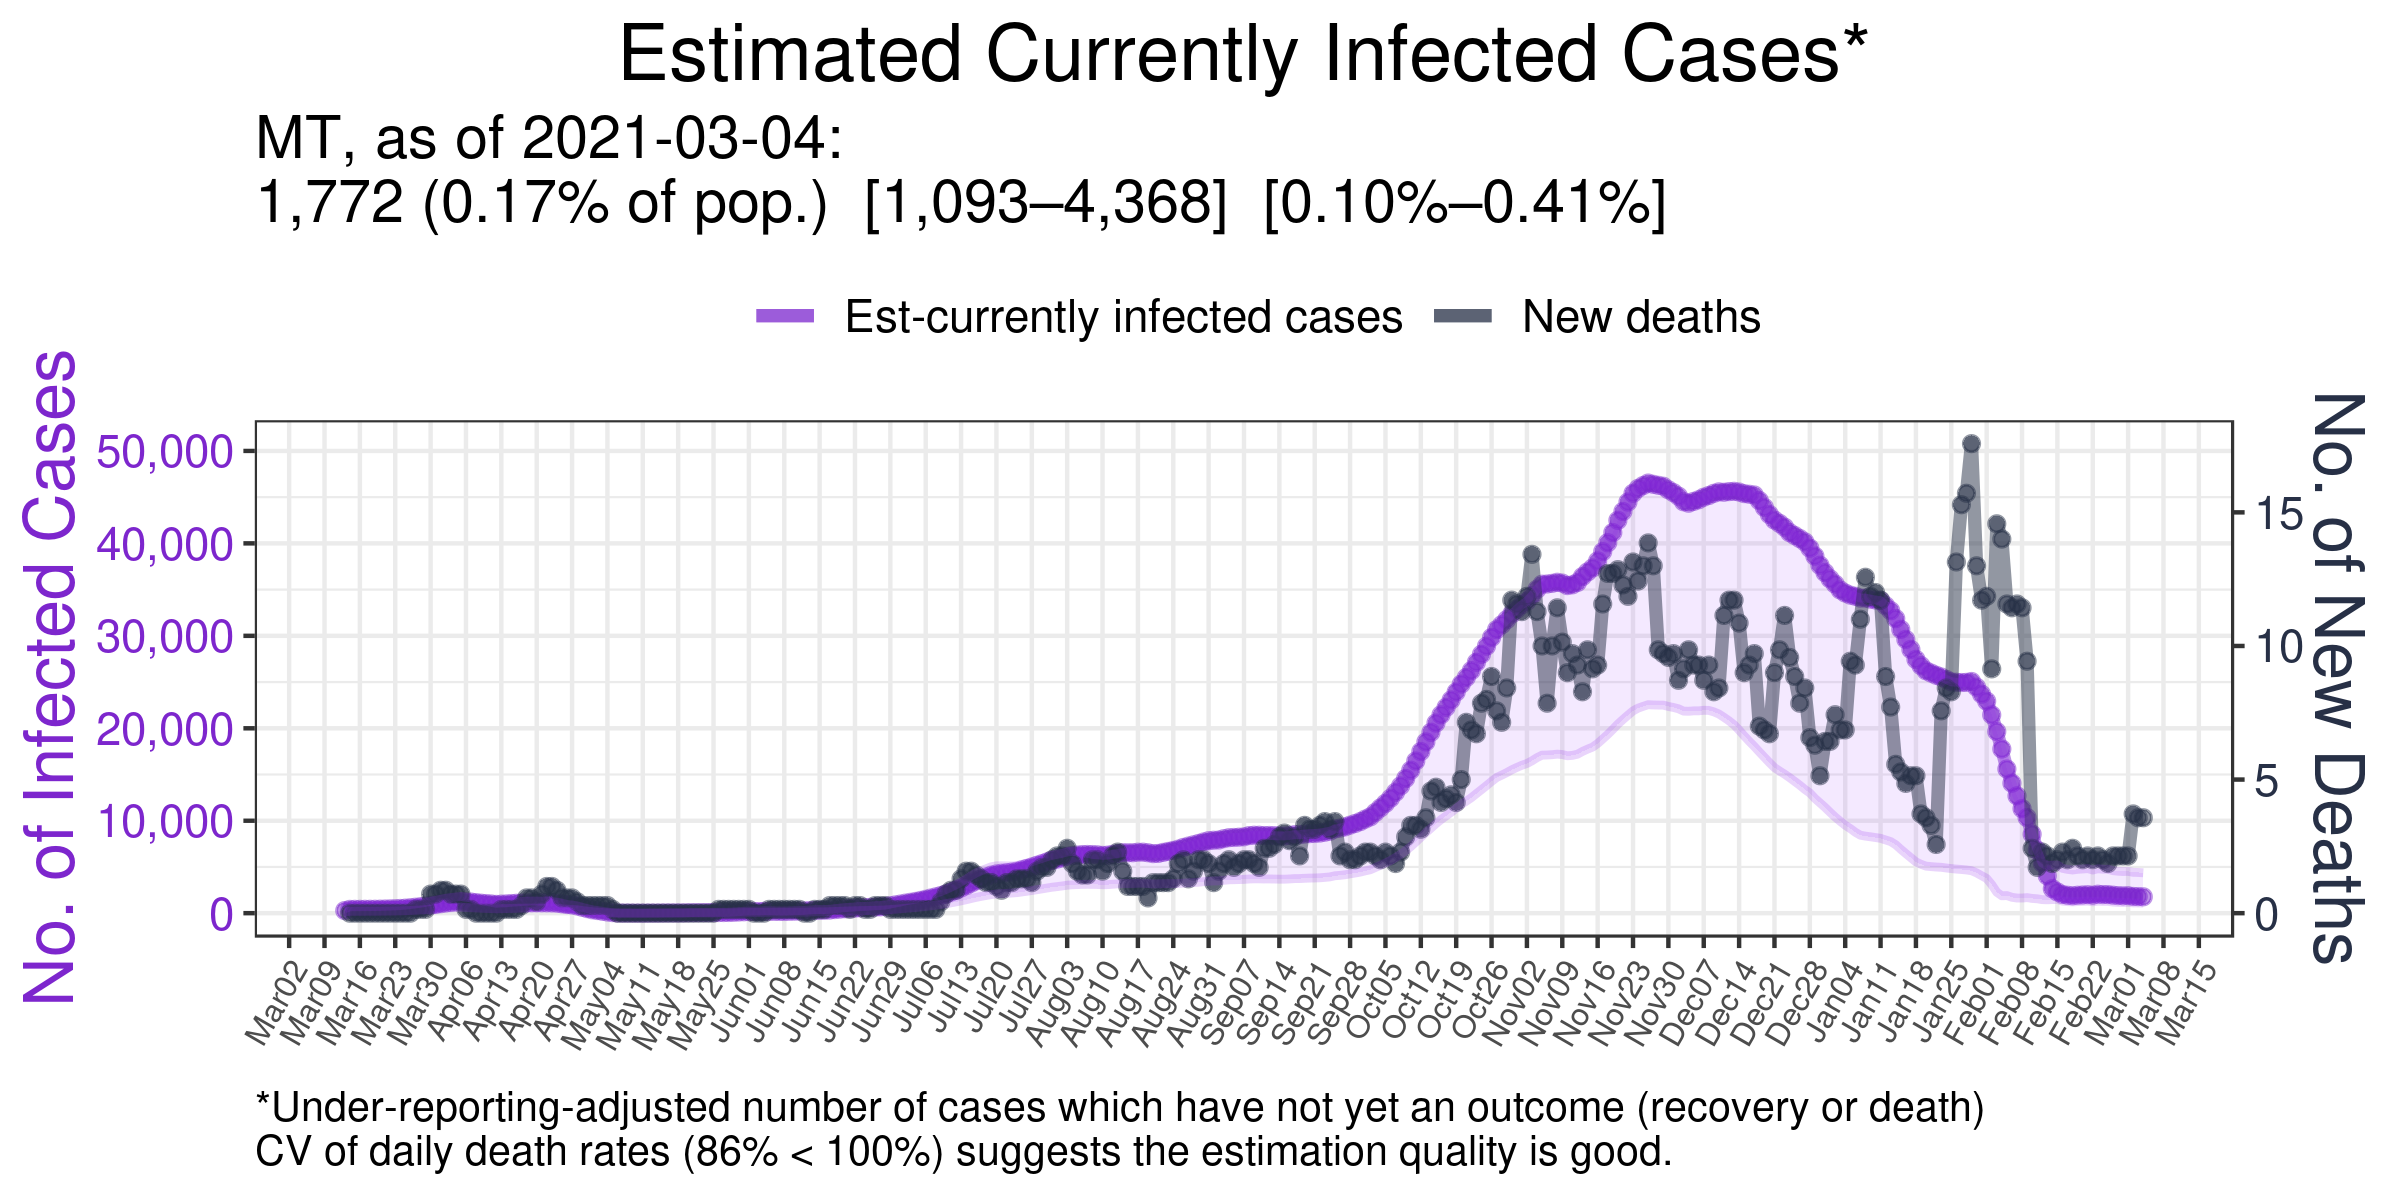 Estimated Currently Infected Cases*
MT, as of 2021-03-04:
1,772 (0.17% of pop.) [1,093–4,368] [0.10%–0.41%]
Est-currently infected cases New deaths
No. of Infected Cases
50,000
40,000
30,000
20,000
10,000
0
15
10
5
0
No. of New Deaths
Mar02 Mar09 Mar16 Mar23 Mar30 Apr06 Apr13 Apr20 Apr27 May04 May11 May18 May25 Jun01 Jun08 Jun15 Jun22 Jun29 Jul06 Jul13 Jul20 Jul27 Aug03 Aug10 Aug17 Aug24 Aug31 Sep07 Sep14 Sep21 Sep28 Oct05 Oct12 Oct19 Oct26 Nov02 Nov09 Nov16 Nov23 Nov30 Dec07 Dec14 Dec21 Dec28 Jan04 Jan11 Jan18 Jan25 Feb01 Feb08 Feb15 Feb22 Mar01 Mar08 Mar15
*Under-reporting-adjusted number of cases which have not yet an outcome (recovery or death)
CV of daily death rates (86% < 100%) suggests the estimation quality is good.